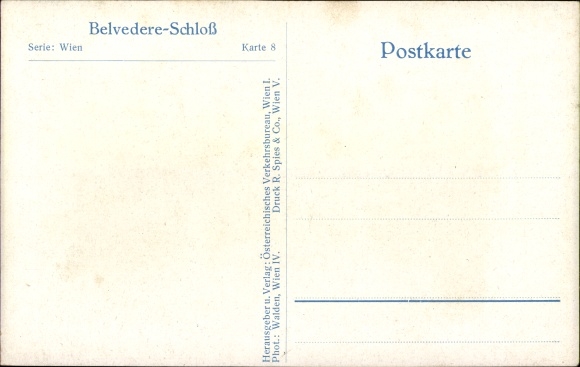 Belvedere-Schloß
Serie: Wien Karte 8
Postkarte
Herausgeber u. Verlag: Österreichisches Verkehrsbureau, Wien I.
Phot.: Walden, Wien IV. Druck R. Spies & Co., Wien V.